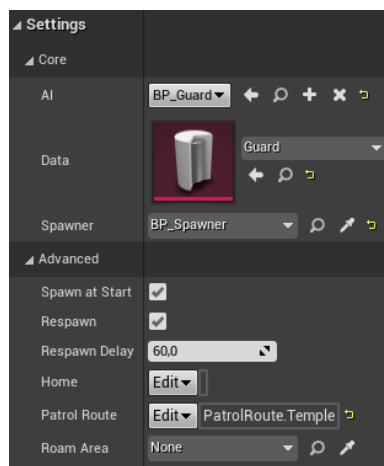 Settings
Core
AI BP_Guard
Data Guard
Spawner BP_Spawner
Advanced
Spawn at Start
Respawn
Respawn Delay 60,0
Home Edit
Patrol Route Edit PatrolRoute.Temple
Roam Area None